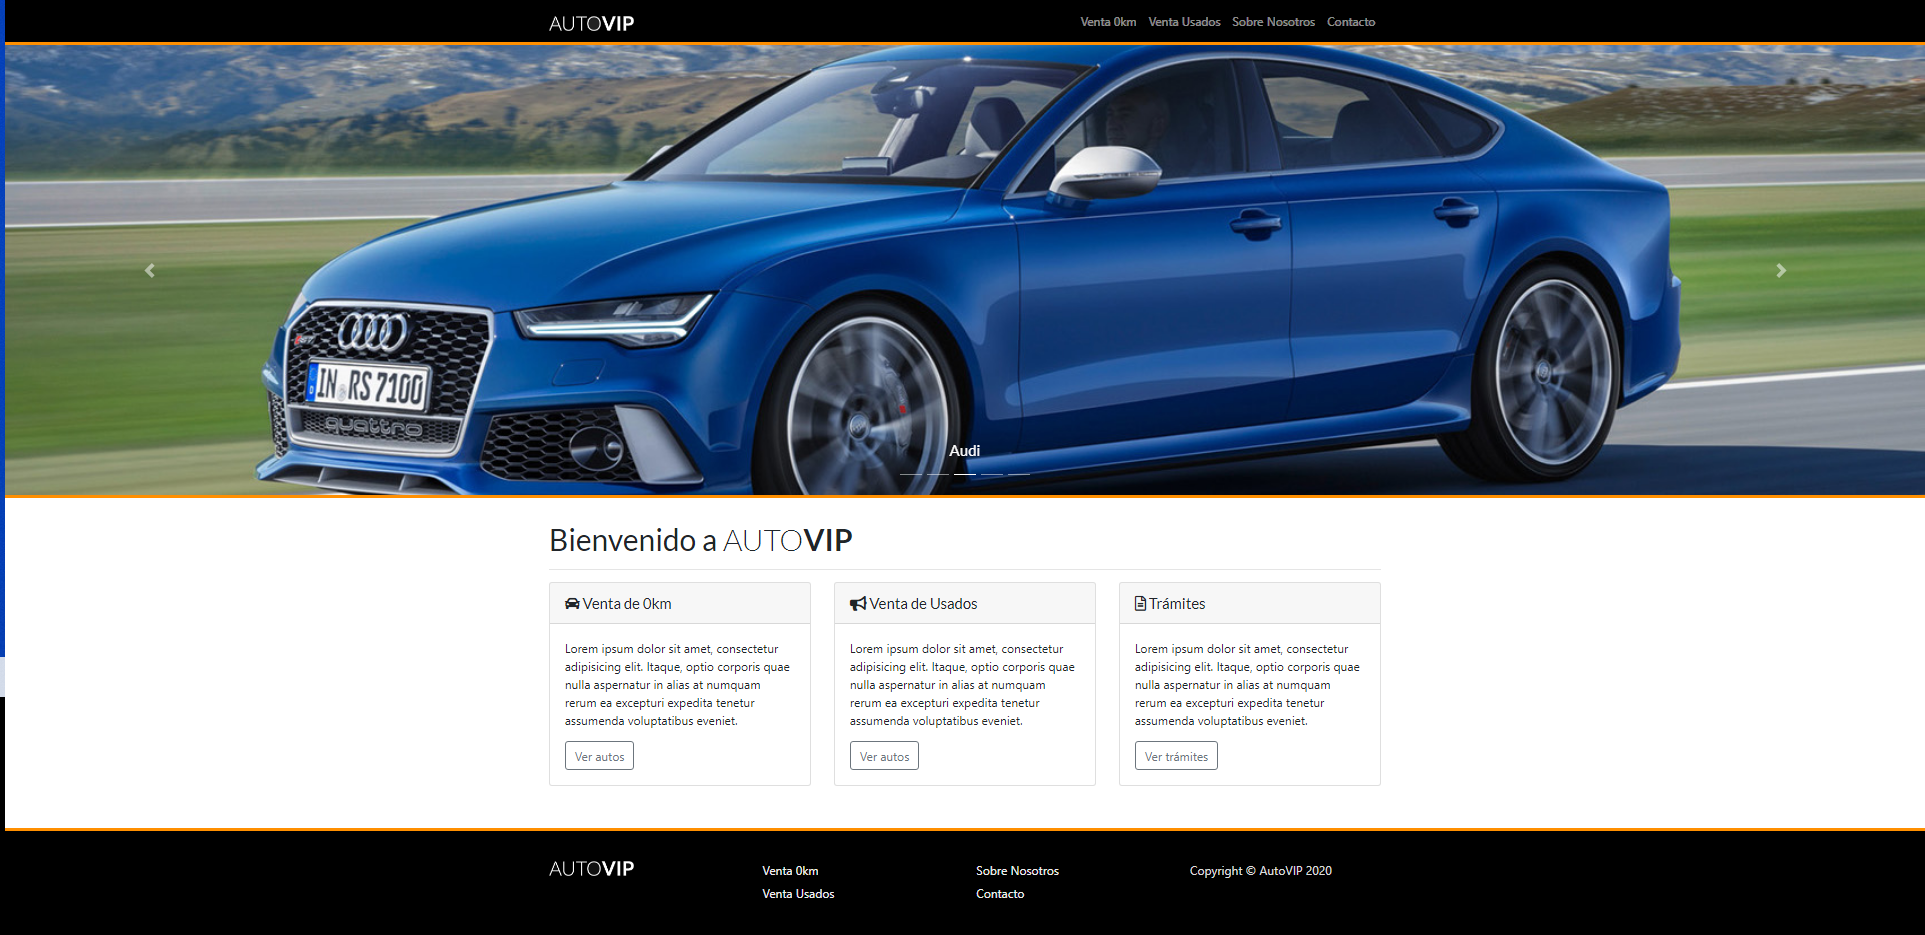 AUTOVIP
Venta 0km Venta Usados Sobre Nosotros Contacto
IN RS 7100
quattro
Audi
Bienvenido a AUTOVIP
Venta de 0km
Lorem ipsum dolor sit amet, consectetur
adipisicing elit. Itaque, optio corporis quae
nulla aspernatur in alias at numquam
rerum ea excepturi expedita tenetur
assumenda voluptatibus eveniet.
Ver autos
Venta de Usados
Lorem ipsum dolor sit amet, consectetur
adipisicing elit. Itaque, optio corporis quae
nulla aspernatur in alias at numquam
rerum ea excepturi expedita tenetur
assumenda voluptatibus eveniet.
Ver autos
Trámites
Lorem ipsum dolor sit amet, consectetur
adipisicing elit. Itaque, optio corporis quae
nulla aspernatur in alias at numquam
rerum ea excepturi expedita tenetur
assumenda voluptatibus eveniet.
Ver trámites
AUTOVIP
Venta 0km
Venta Usados
Sobre Nosotros
Contacto
Copyright © AutoVIP 2020